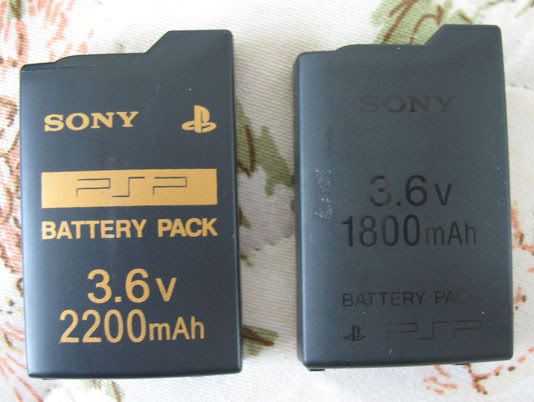 SONY
PSP
BATTERY PACK
3.6v
2200mAh
SONY
3.6v
1800mAh
BATTERY PACK
PSP